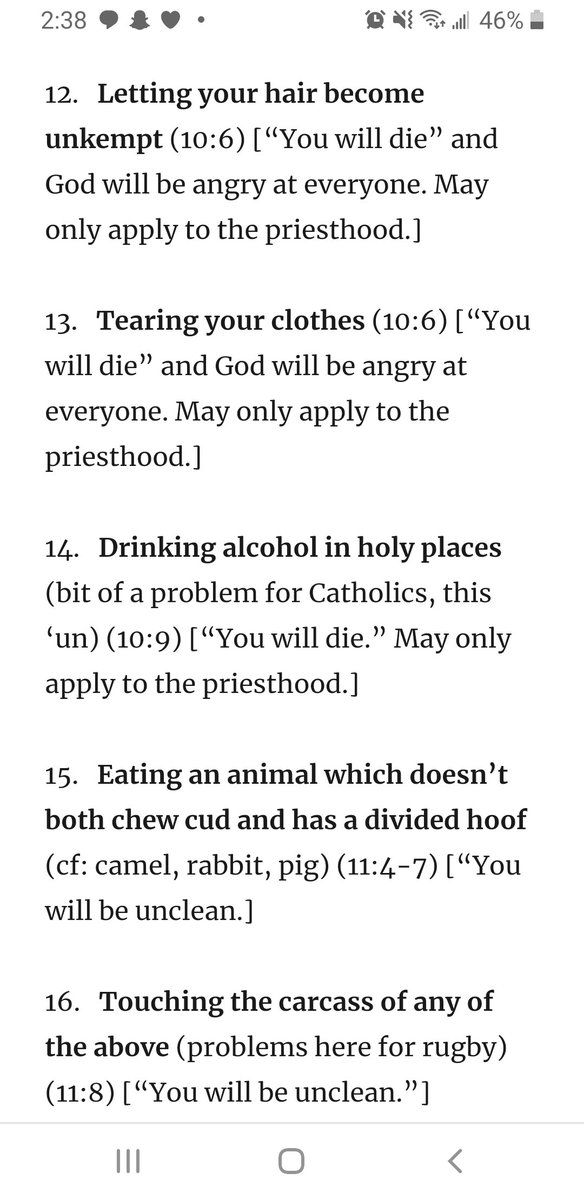 2:38 46%
12. Letting your hair become
unkempt (10:6) [“You will die” and
God will be angry at everyone. May
only apply to the priesthood.]
13. Tearing your clothes (10:6) [“You
will die” and God will be angry at
everyone. May only apply to the
priesthood.]
14. Drinking alcohol in holy places
(bit of a problem for Catholics, this
‘un) (10:9) [“You will die.” May only
apply to the priesthood.]
15. Eating an animal which doesn’t
both chew cud and has a divided hoof
(cf: camel, rabbit, pig) (11:4-7) [“You
will be unclean.]
16. Touching the carcass of any of
the above (problems here for rugby)
(11:8) [“You will be unclean.”]